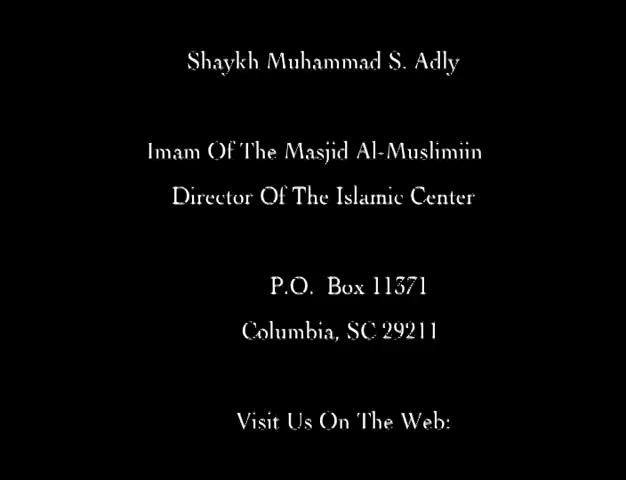 Shaykh Muhammad S. Adly
Imam Of The Masjid Al-Muslimiin
Director Of The Islamic Center
P.O. Box 11371
Columbia, SC 29211
Visit Us On The Web: